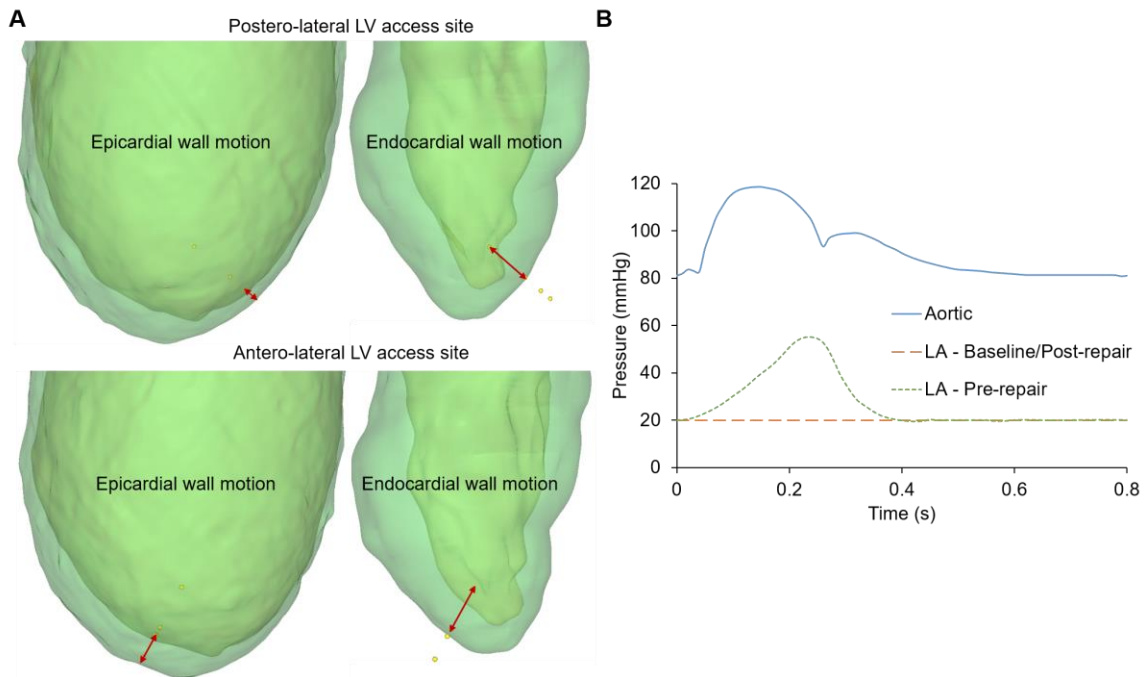 A
Postero-lateral LV access site
Epicardial wall motion
Endocardial wall motion
Antero-lateral LV access site
Epicardial wall motion
Endocardial wall motion
B
Pressure (mmHg)
120
100
80
60
40
20
0
Aortic
LA - Baseline/Post-repair
LA - Pre-repair
0
0.2
0.4
0.6
0.8
Time (s)